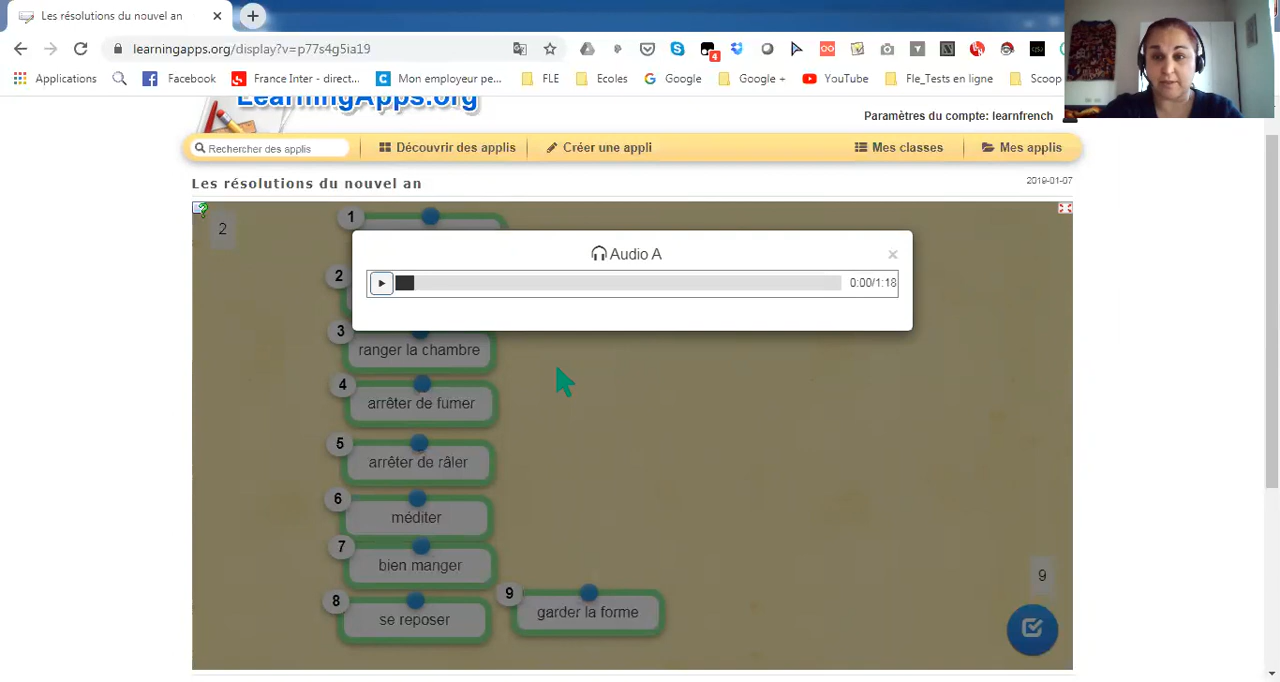 Les résolutions du nouvel an
learningapps.org/display?v=p77s4g5ia19
4
Applications
Facebook
France Inter - direct...
Mon employeur pe...
FLE
Ecoles
Google
Google +
YouTube
Fle_Tests en ligne
Scoop
LearningApps.org
Paramètres du compte: learnfrench
Rechercher des applis
Découvrir des applis
Créer une appli
Mes classes
Mes applis
Les résolutions du nouvel an
2019-01-07
2
1
Audio A
0:00/1:18
2
3
ranger la chambre
4
arrêter de fumer
5
arrêter de râler
6
méditer
7
bien manger
9
8
se reposer
9
garder la forme